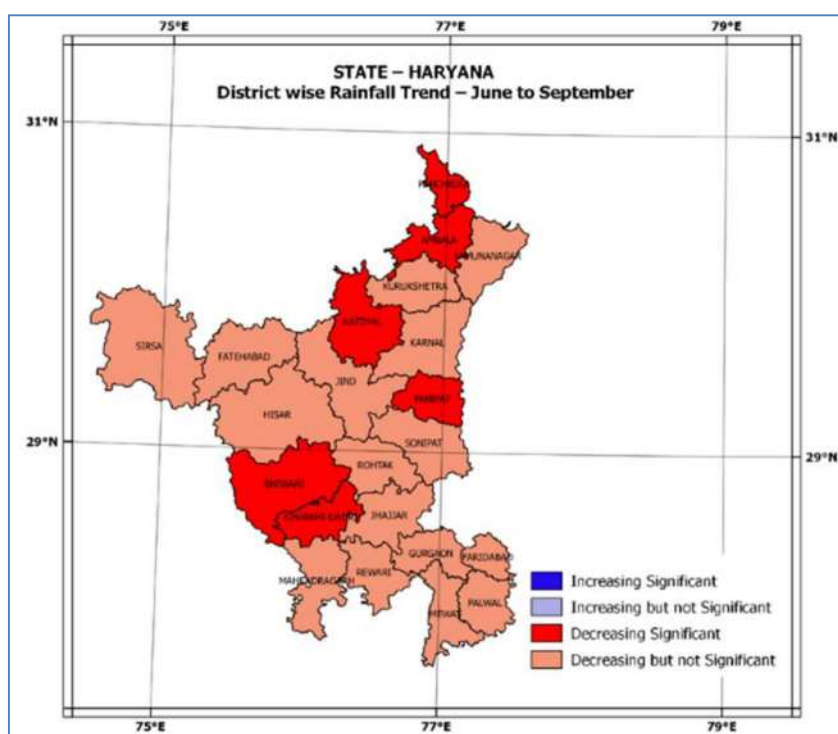 75°E 77°E 79°E
STATE – HARYANA
District wise Rainfall Trend – June to September
31°N 31°N
PANCHKULA
AMBALA
YAMUNANAGAR
KURUKSHETRA
KAITHAL
KARNAL
SIRSA
FATEHABAD
JIND
PANIPAT
HISAR
SONIPAT
29°N 29°N
ROHTAK
BHIWANI
CHARKHI DADRI
JHAJJAR
GURGAON
FARIDABAD
MAHENDRAGARH
REWARI
MEWAT
PALWAL
Increasing Significant
Increasing but not Significant
Decreasing Significant
Decreasing but not Significant
75°E 77°E 79°E